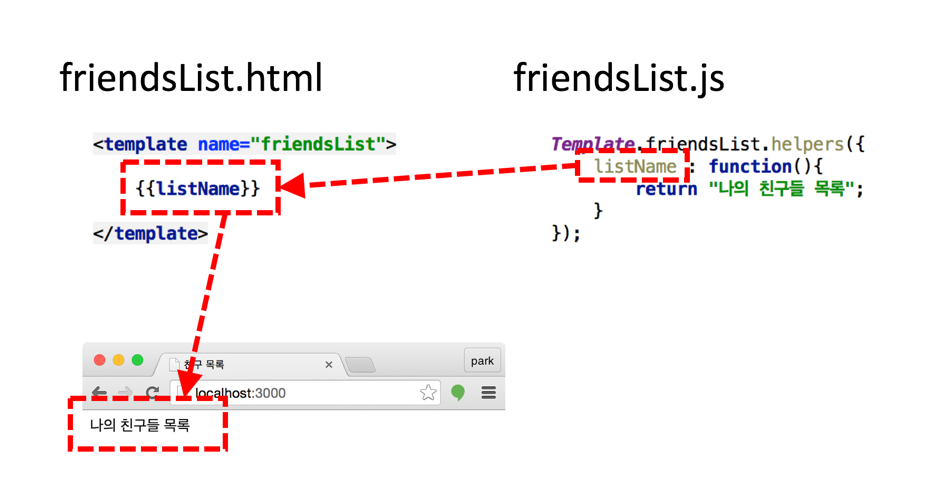 friendsList.html
<template name="friendsList">
{{listName}}
</template>
friendsList.js
Template.friendsList.helpers({
listName : function(){
return "나의 친구들 목록";
}
});
친구 목록
park
localhost:3000
나의 친구들 목록